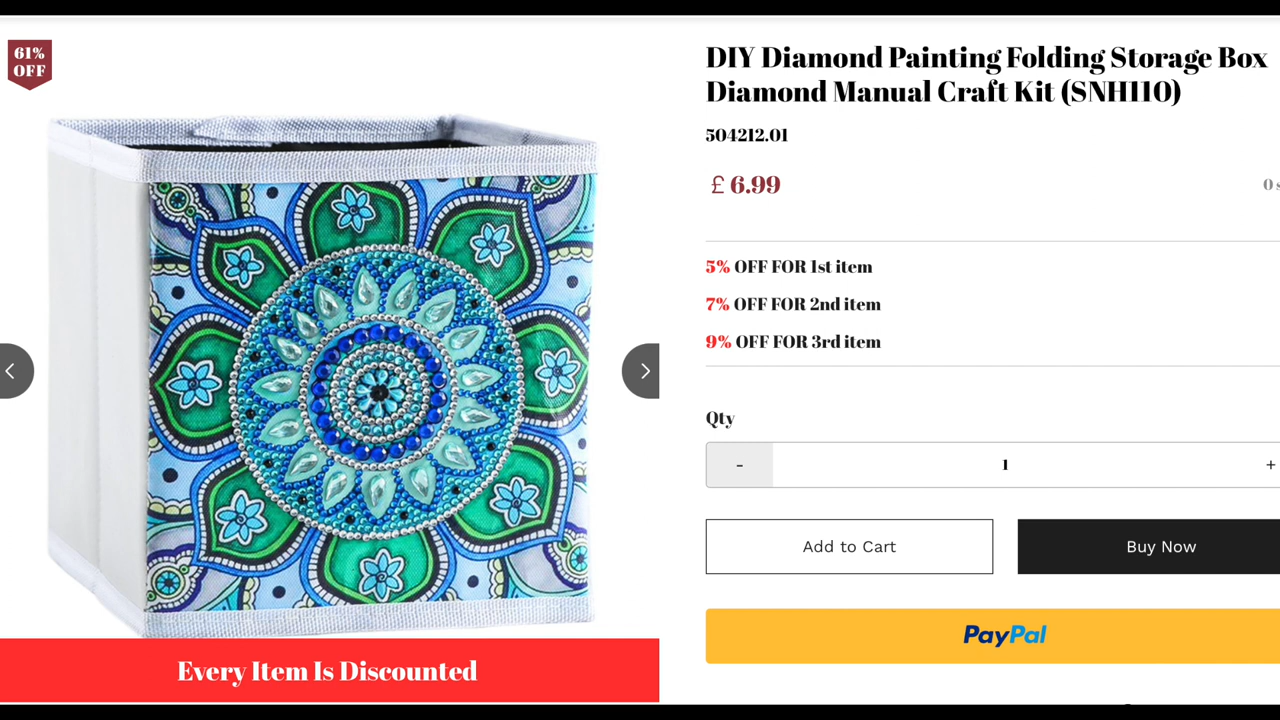 61%
OFF
DIY Diamond Painting Folding Storage Box
Diamond Manual Craft Kit (SNH110)
504212.01
£ 6.99
0 s
5% OFF FOR 1st item
7% OFF FOR 2nd item
9% OFF FOR 3rd item
Qty
- 1 +
Add to Cart
Buy Now
PayPal
Every Item Is Discounted